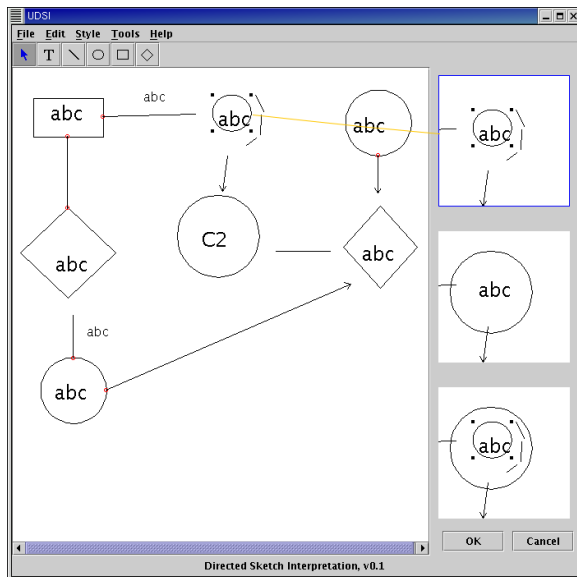 UDSI
File Edit Style Tools Help
T
abc
abc
abc
abc
abc
C2
abc
abc
abc
abc
abc
abc
abc
OK Cancel
Directed Sketch Interpretation, v0.1